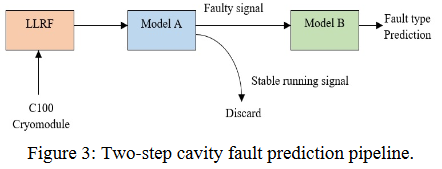 LLRF
Model A
Faulty signal
Model B
Fault type
Prediction
Stable running signal
C100
Cryomodule
Discard
Figure 3: Two-step cavity fault prediction pipeline.